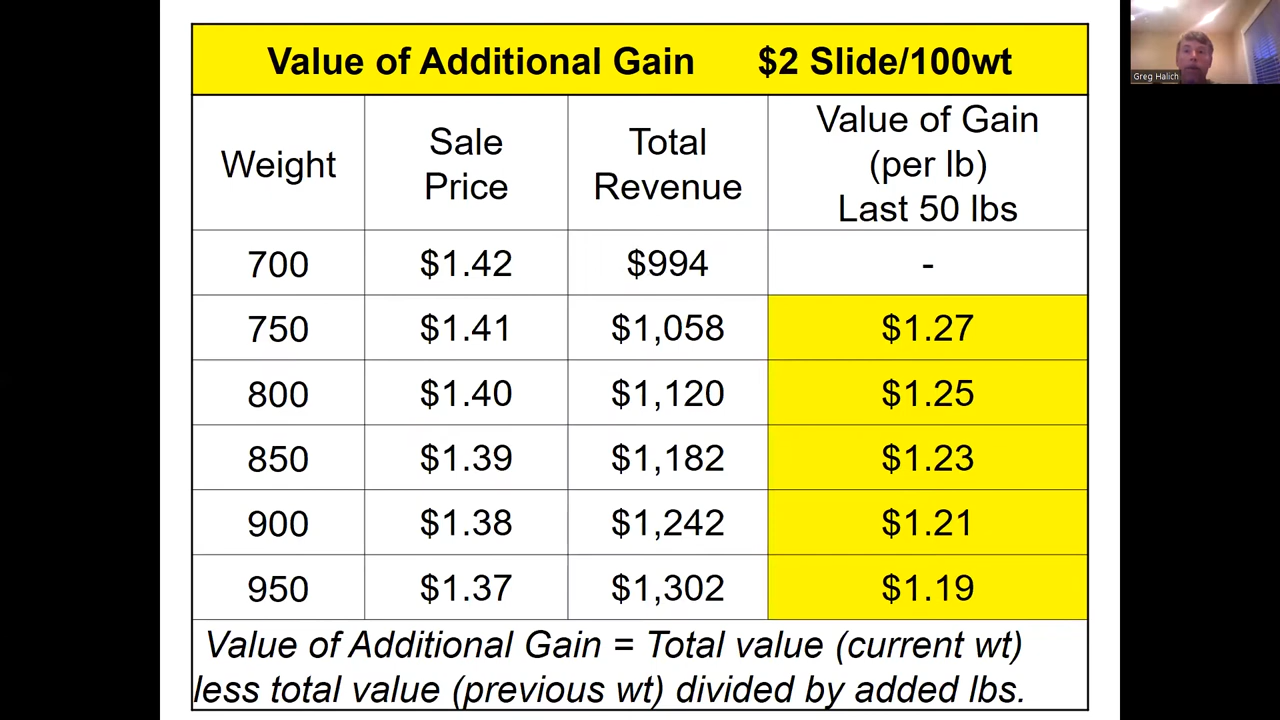 Value of Additional Gain $2 Slide/100wt
Weight
Sale
Price
Total
Revenue
Value of Gain
(per lb)
Last 50 lbs
700 $1.42 $994 -
750 $1.41 $1,058 $1.27
800 $1.40 $1,120 $1.25
850 $1.39 $1,182 $1.23
900 $1.38 $1,242 $1.21
950 $1.37 $1,302 $1.19
Value of Additional Gain = Total value (current wt)
less total value (previous wt) divided by added lbs.
Greg Halich